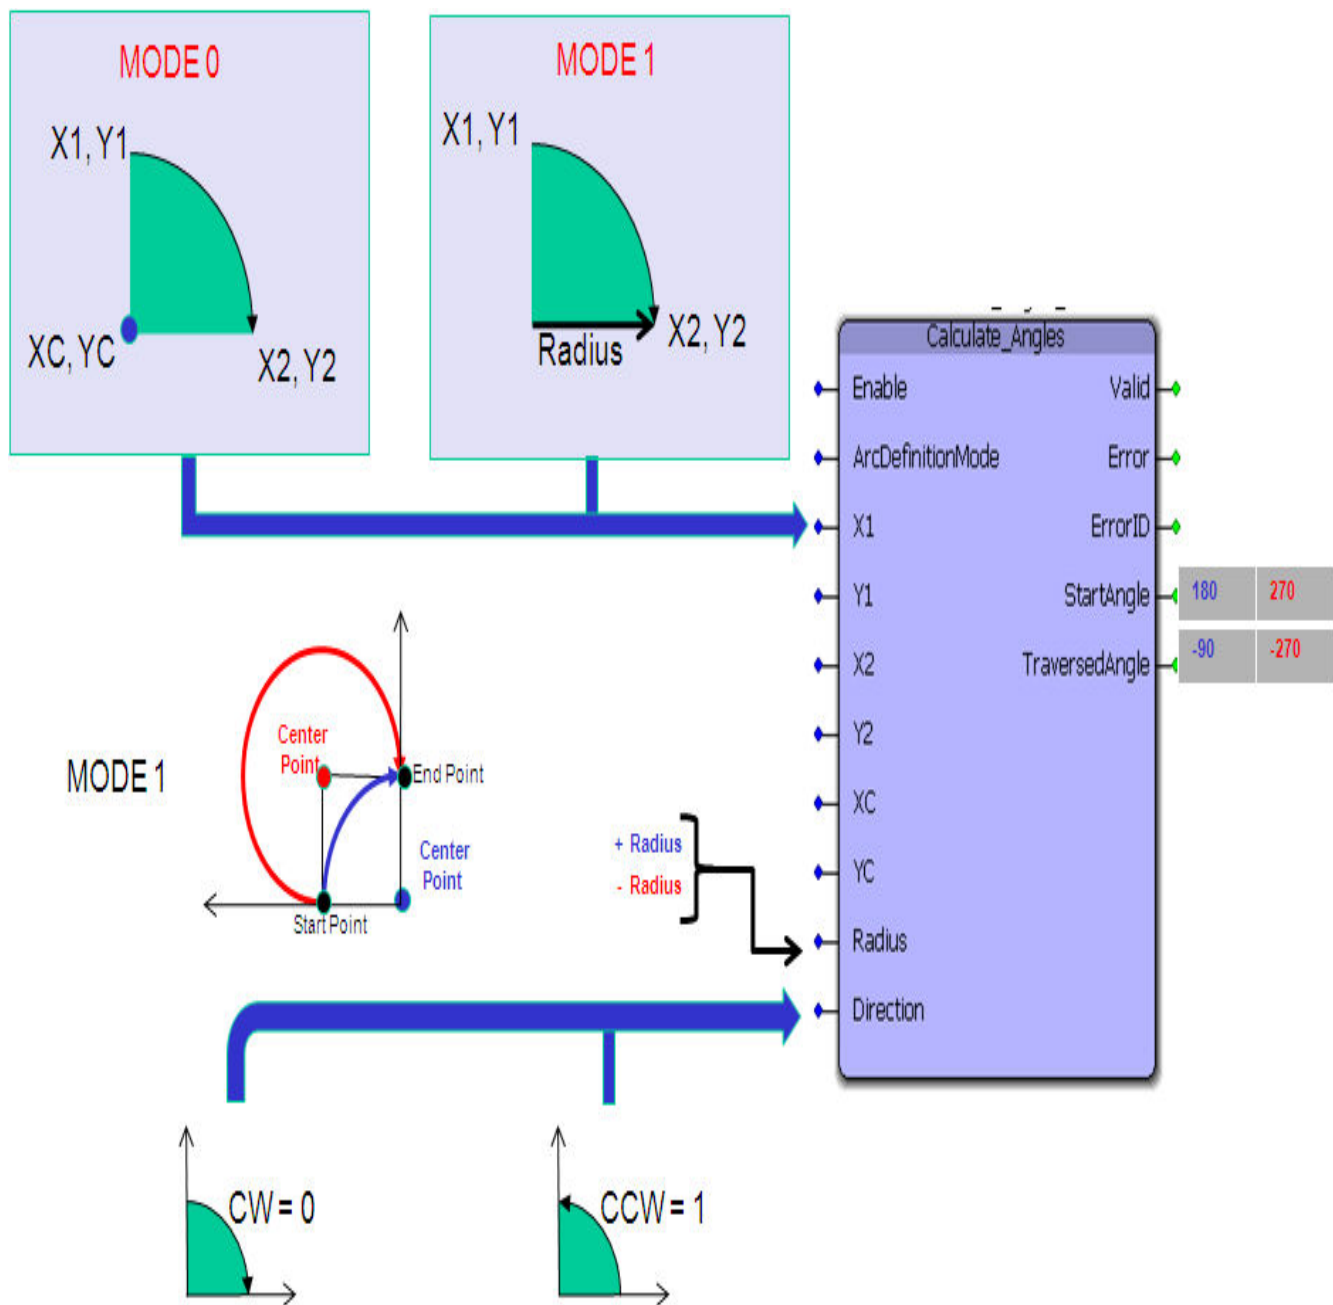 MODE 0
X1, Y1
XC, YC
X2, Y2
MODE 1
X1, Y1
Radius
X2, Y2
Calculate_Angles
Enable
ArcDefinitionMode
X1
Y1
X2
Y2
XC
YC
Radius
Direction
Valid
Error
ErrorID
StartAngle
TraversedAngle
180 270
-90 -270
MODE 1
Center
Point
End Point
Center
Point
Start Point
+ Radius
- Radius
CW = 0
CCW = 1